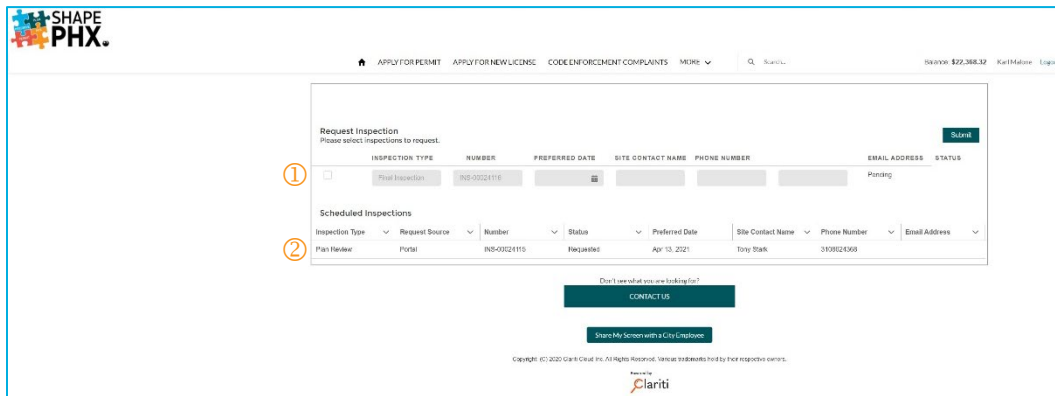 SHAPE
PHX.
APPLY FOR PERMIT APPLY FOR NEW LICENSE CODE ENFORCEMENT COMPLAINTS MORE Search... Balance: $22,368.32 Karl Malone Logout
Request Inspection
Please select inspections to request.
Submit
INSPECTION TYPE NUMBER PREFERRED DATE SITE CONTACT NAME PHONE NUMBER EMAIL ADDRESS STATUS
① Final Inspection INS-00024116 Pending
Scheduled Inspections
Inspection Type Request Source Number Status Preferred Date Site Contact Name Phone Number Email Address
② Plan Review Portal INS-00024115 Requested Apr 13, 2021 Tony Stark 3108024368
Don't see what you are looking for?
CONTACT US
Share My Screen with a City Employee
Copyright (C) 2020 Clariti Cloud Inc. All Rights Reserved. Various trademarks held by their respective owners.
Powered by
Clariti